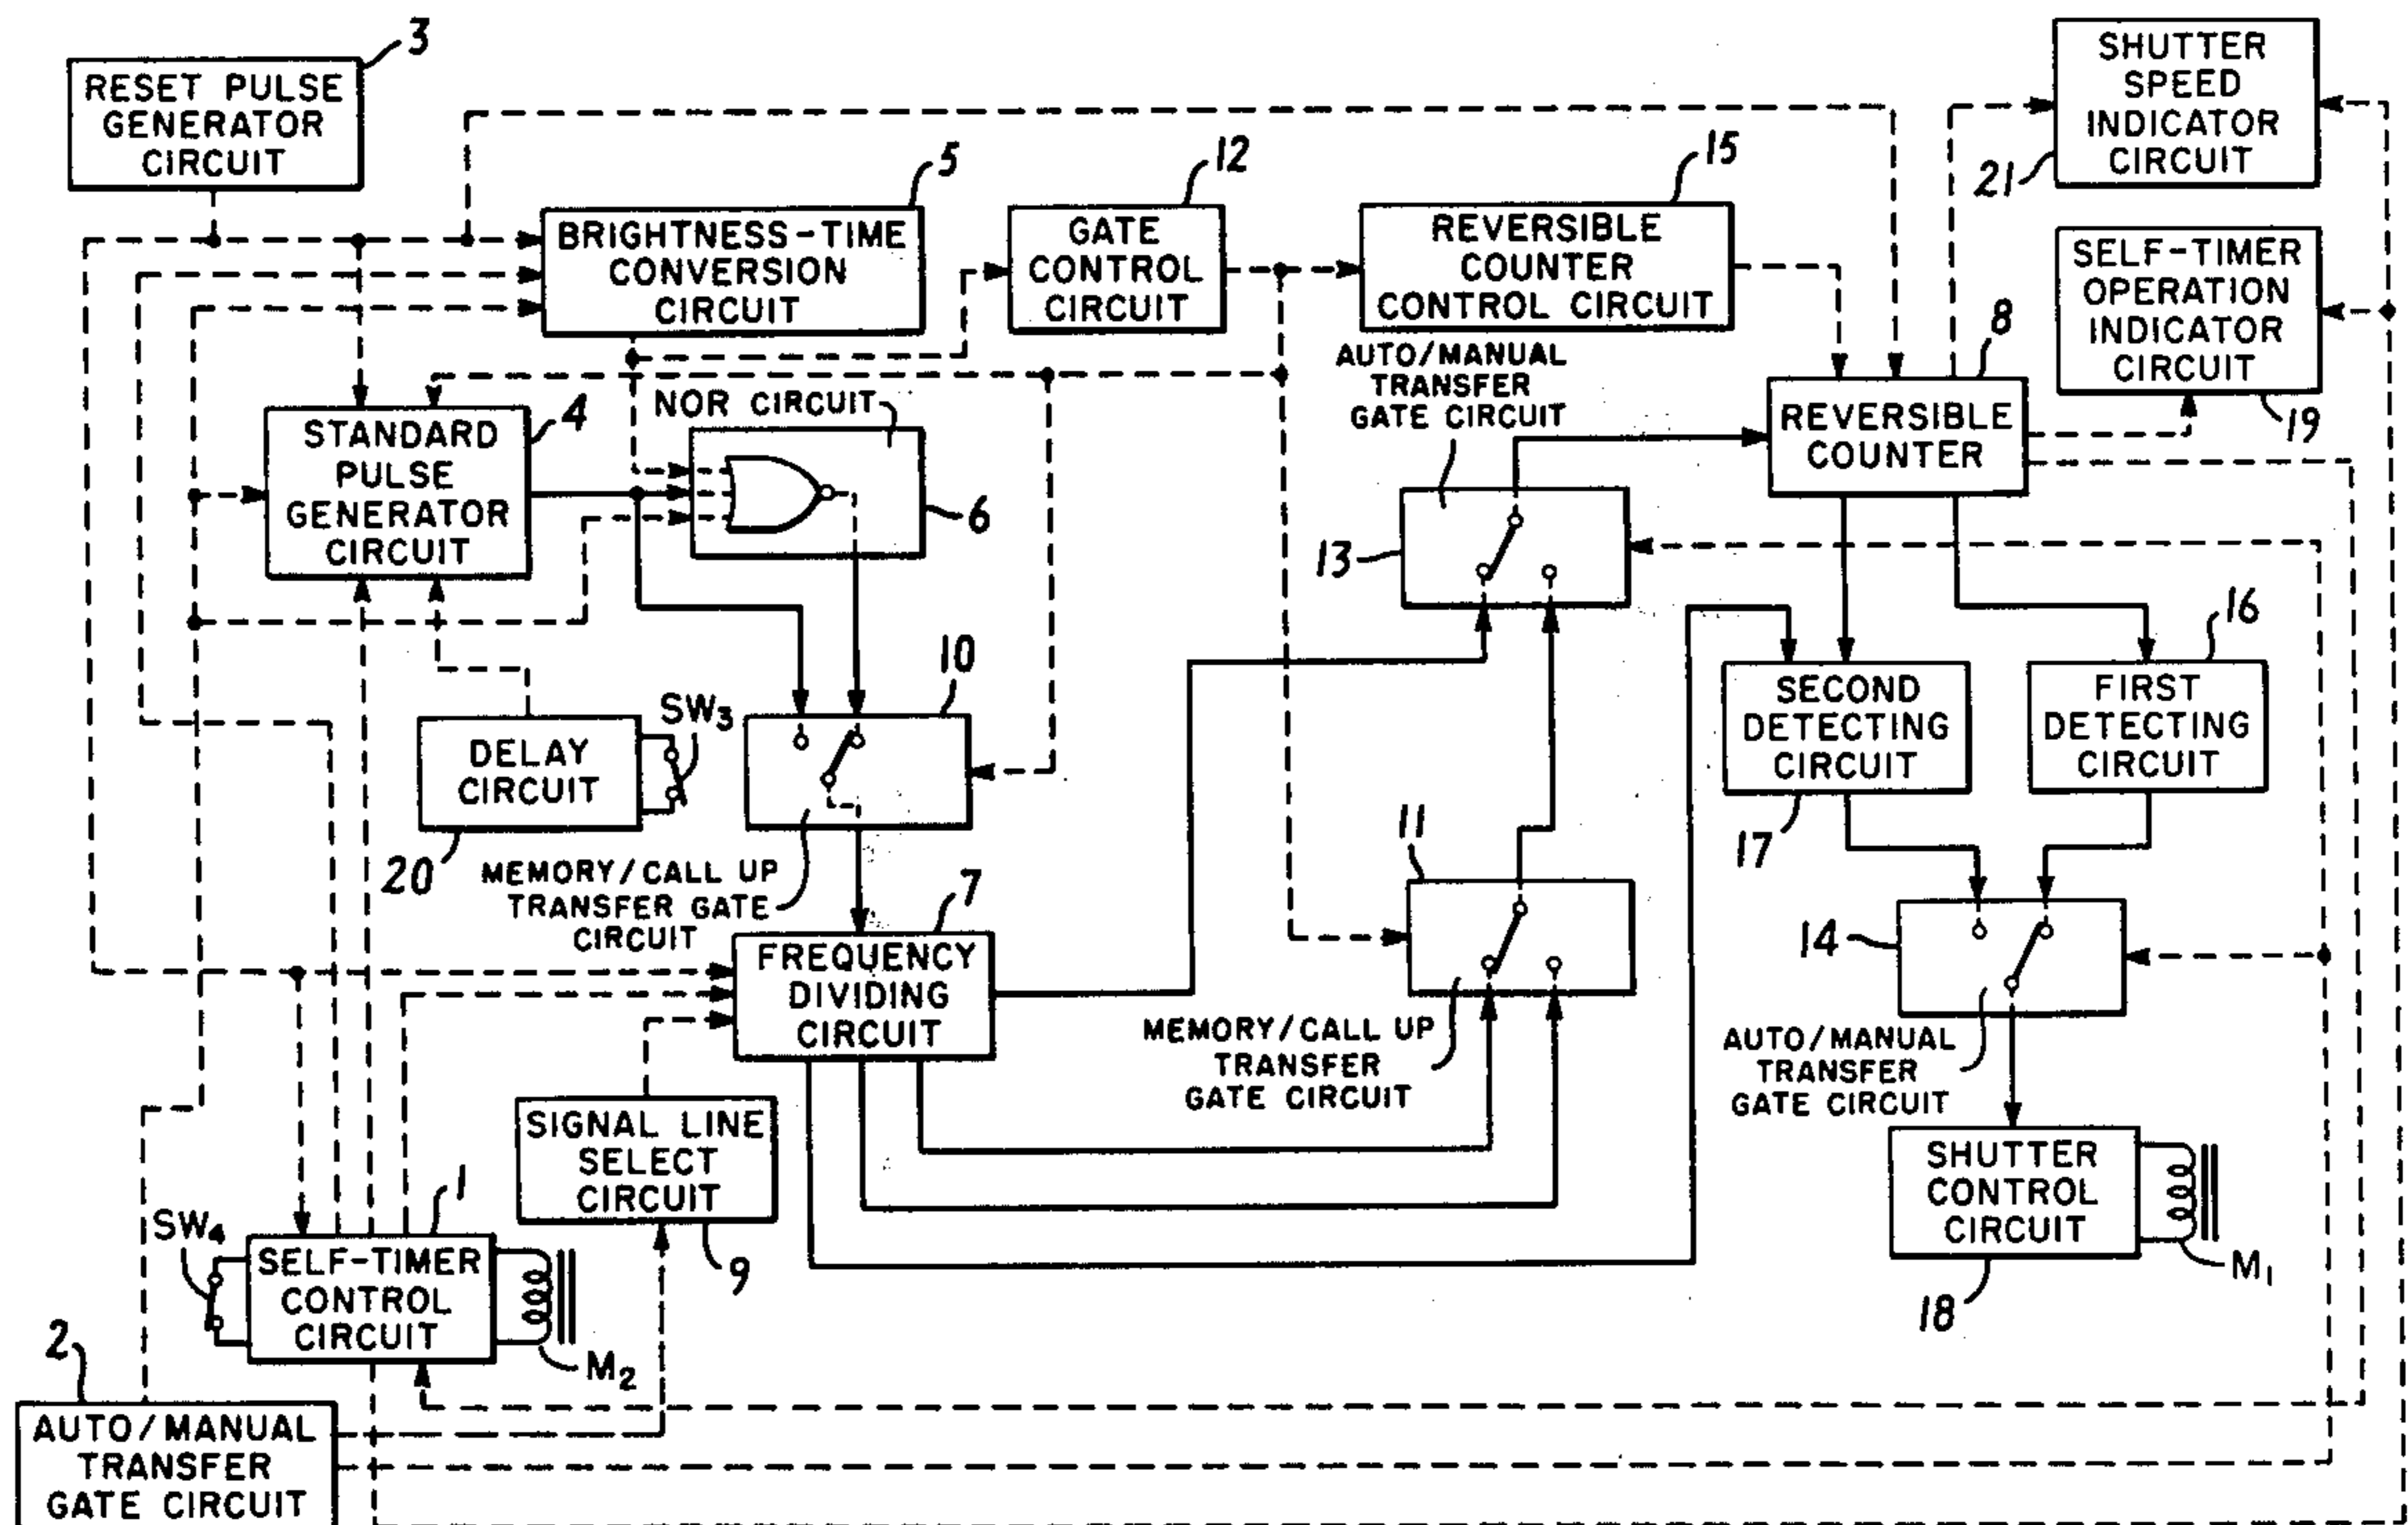 3
RESET PULSE
GENERATOR
CIRCUIT
5
BRIGHTNESS-TIME
CONVERSION
CIRCUIT
12
GATE
CONTROL
CIRCUIT
15
REVERSIBLE
COUNTER
CONTROL CIRCUIT
SHUTTER
SPEED
INDICATOR
CIRCUIT
21
SELF-TIMER
OPERATION
INDICATOR
CIRCUIT
19
4
STANDARD
PULSE
GENERATOR
CIRCUIT
NOR CIRCUIT
6
AUTO/MANUAL
TRANSFER
GATE CIRCUIT
13
8
REVERSIBLE
COUNTER
DELAY
CIRCUIT
20
SW3
10
MEMORY/CALL UP
TRANSFER GATE
CIRCUIT
7
FREQUENCY
DIVIDING
CIRCUIT
11
MEMORY/CALL UP
TRANSFER
GATE CIRCUIT
SECOND
DETECTING
CIRCUIT
17
16
FIRST
DETECTING
CIRCUIT
14
AUTO/MANUAL
TRANSFER
GATE CIRCUIT
SHUTTER
CONTROL
CIRCUIT
18
M1
SIGNAL LINE
SELECT
CIRCUIT
9
SW4
1
SELF-TIMER
CONTROL
CIRCUIT
M2
2
AUTO/MANUAL
TRANSFER
GATE CIRCUIT